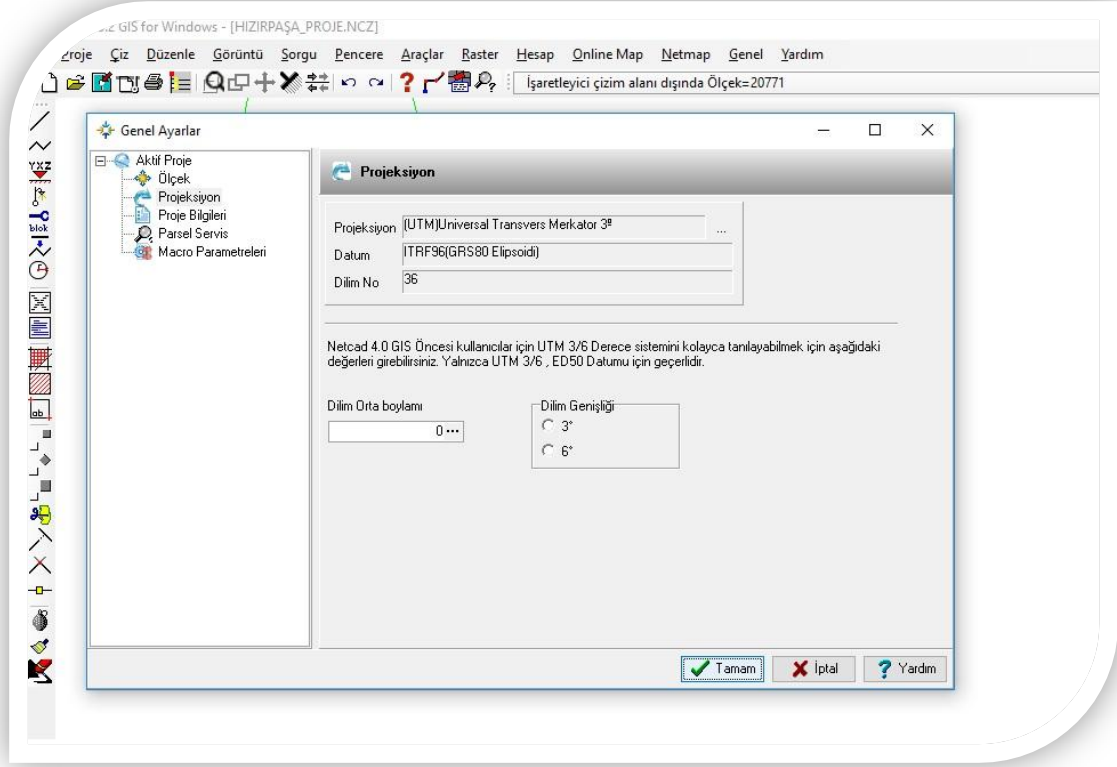 GIS for Windows - [HIZIRPAŞA_PROJE.NCZ]
Proje Çiz Düzenle Görüntü Sorgu Pencere Araçlar Raster Hesap Online Map Netmap Genel Yardım
İşaretleyici çizim alanı dışında Ölçek=20771
Genel Ayarlar
Aktif Proje
Ölçek
Projeksiyon
Proje Bilgileri
Parsel Servis
Macro Parametreleri
Projeksiyon
Projeksiyon (UTM)Universal Transvers Merkator 3º ...
Datum ITRF96(GRS80 Elipsoidi)
Dilim No 36
Netcad 4.0 GIS Öncesi kullanıcılar için UTM 3/6 Derece sistemini kolayca tanılayabilmek için aşağıdaki
değerleri girebilirsiniz. Yalnızca UTM 3/6 , ED50 Datumu için geçerlidir.
Dilim Orta boylamı
0 ...
Dilim Genişliği
3°
6°
YXZ
blok
ab
Tamam İptal Yardım